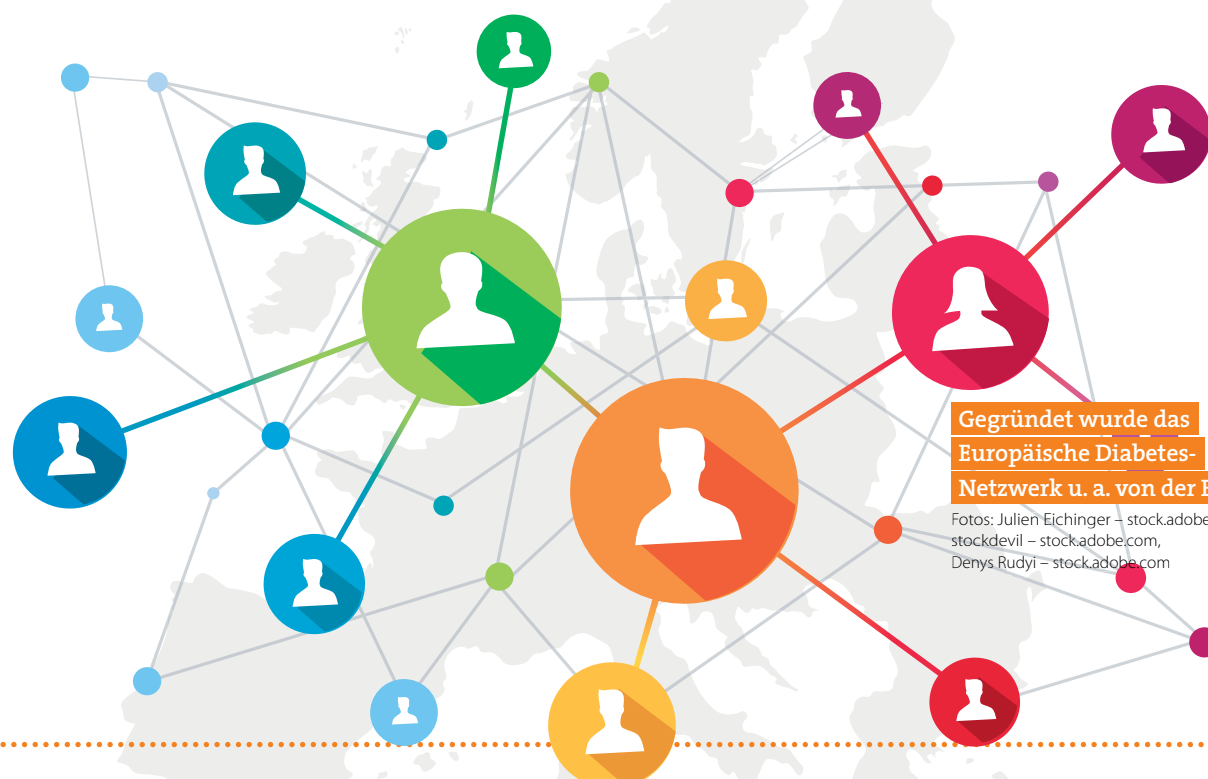 Gegründet wurde das
Europäische Diabetes-
Netzwerk u. a. von der
Fotos: Julien Eichinger – stock.adobe
stockdevil – stock.adobe.com,
Denys Rudyi – stock.adobe.com